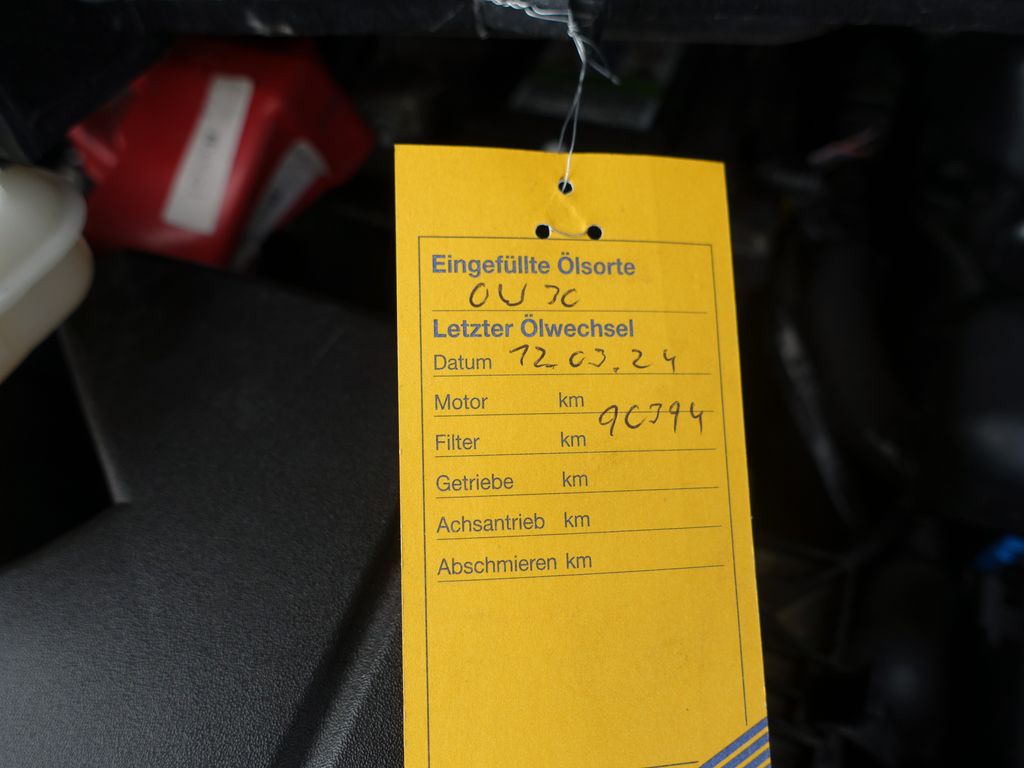 Eingefüllte Ölsorte
0W30
Letzter Ölwechsel
Datum 12.03.24
Motor km
90394
Filter km
Getriebe km
Achsantrieb km
Abschmieren km